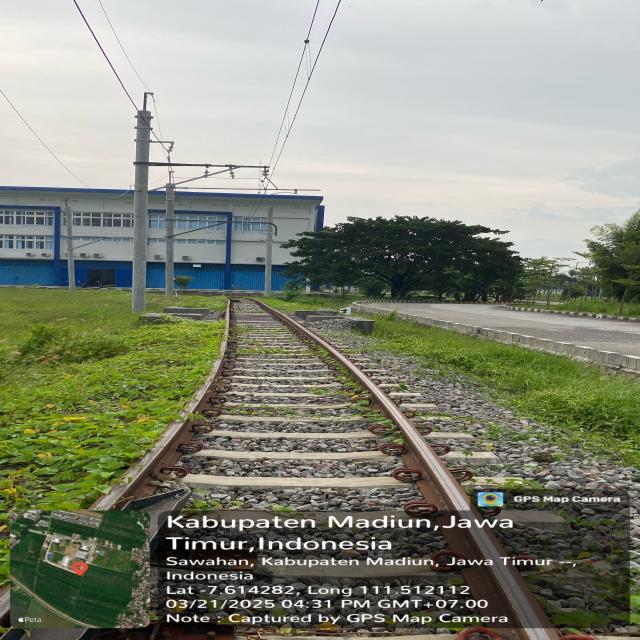 GPS Map Camera
Kabupaten Madiun,Jawa
Timur,Indonesia
Sawahan, Kabupaten Madiun, Jawa Timur --,
Indonesia
Lat -7.614282, Long 111.512112
03/21/2025 04:31 PM GMT+07.00
Note : Captured by GPS Map Camera
Peta